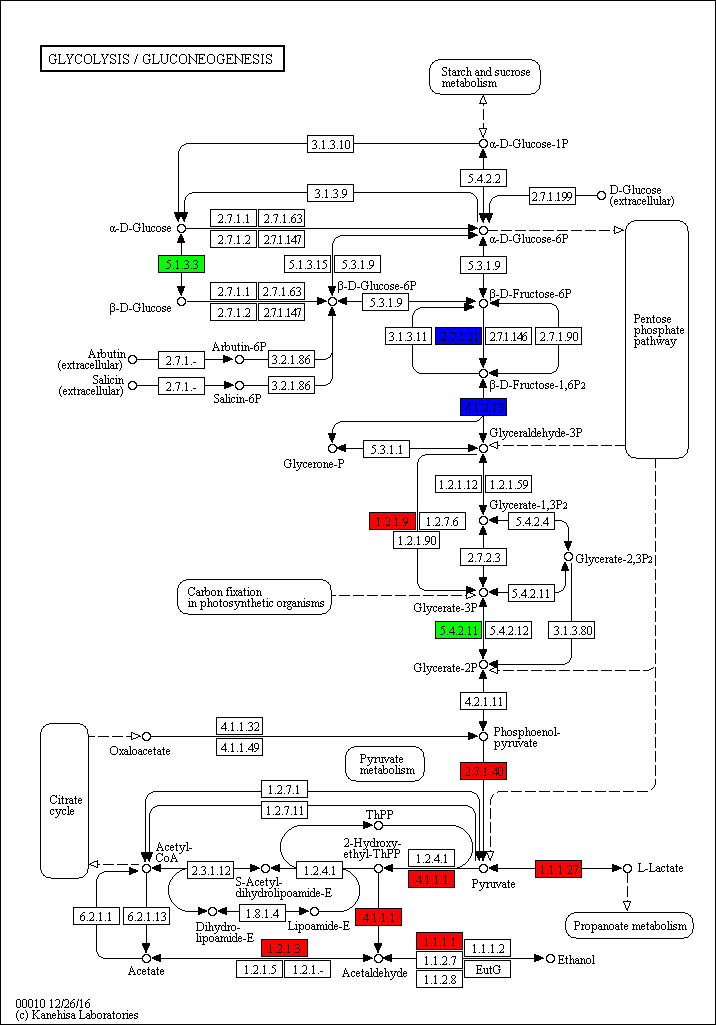 GLYCOLYSIS / GLUCONEOGENESIS
Starch and sucrose
metabolism
3.1.3.10
α-D-Glucose-1P
5.4.2.2
3.1.3.9
2.7.1.199
D-Glucose
(extracellular)
α-D-Glucose
2.7.1.1
2.7.1.63
2.7.1.2
2.7.1.147
α-D-Glucose-6P
5.1.3.3
5.1.3.15
5.1.3.9
5.3.1.9
β-D-Glucose-6P
β-D-Fructose-6P
β-D-Glucose
2.7.1.1
2.7.1.63
2.7.1.2
2.7.1.147
5.3.1.9
Pentose
phosphate
pathway
3.1.3.11
2.7.1.11
2.7.1.146
2.7.1.90
Arbutin
(extracellular)
2.7.1.-
Arbutin-6P
3.2.1.86
Salicin
(extracellular)
2.7.1.-
Salicin-6P
3.2.1.86
β-D-Fructose-1,6P2
4.1.2.13
Glyceraldehyde-3P
5.3.1.1
Glycerone-P
1.2.1.12
1.2.1.59
Glycerate-1,3P2
1.2.1.9
1.2.7.6
5.4.2.4
1.2.1.90
2.7.2.3
Glycerate-2,3P2
Carbon fixation
in photosynthetic organisms
5.4.2.11
Glycerate-3P
5.4.2.11
5.4.2.12
3.1.3.80
Glycerate-2P
4.2.1.11
4.1.1.32
Oxaloacetate
4.1.1.49
Phosphoenol-
pyruvate
Pyruvate
metabolism
2.7.1.40
Citrate
cycle
1.2.7.1
1.2.7.11
ThPP
Acetyl-
CoA
2-Hydroxy-
ethyl-ThPP
2.3.1.12
S-Acetyl-
dihydrolipoamide-E
1.2.4.1
1.2.4.1
4.1.1.1
Pyruvate
1.1.1.27
L-Lactate
6.2.1.1
6.2.1.13
1.8.1.4
Dihydro-
lipoamide-E
Lipoamide-E
4.1.1.1
Propanoate metabolism
1.2.1.3
1.1.1.1
1.1.1.2
1.2.1.5
1.2.1.-
1.1.2.7
EutG
1.1.2.8
Acetate
Acetaldehyde
Ethanol
00010 12/26/16
(c) Kanehisa Laboratories